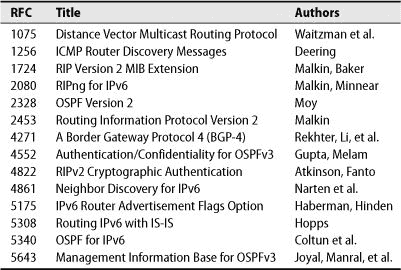 RFC Title Authors
1075 Distance Vector Multicast Routing Protocol Waitzman et al.
1256 ICMP Router Discovery Messages Deering
1724 RIP Version 2 MIB Extension Malkin, Baker
2080 RIPng for IPv6 Malkin, Minnear
2328 OSPF Version 2 Moy
2453 Routing Information Protocol Version 2 Malkin
4271 A Border Gateway Protocol 4 (BGP-4) Rekhter, Li, et al.
4552 Authentication/Confidentiality for OSPFv3 Gupta, Melam
4822 RIPv2 Cryptographic Authentication Atkinson, Fanto
4861 Neighbor Discovery for IPv6 Narten et al.
5175 IPv6 Router Advertisement Flags Option Haberman, Hinden
5308 Routing IPv6 with IS-IS Hopps
5340 OSPF for IPv6 Coltun et al.
5643 Management Information Base for OSPFv3 Joyal, Manral, et al.